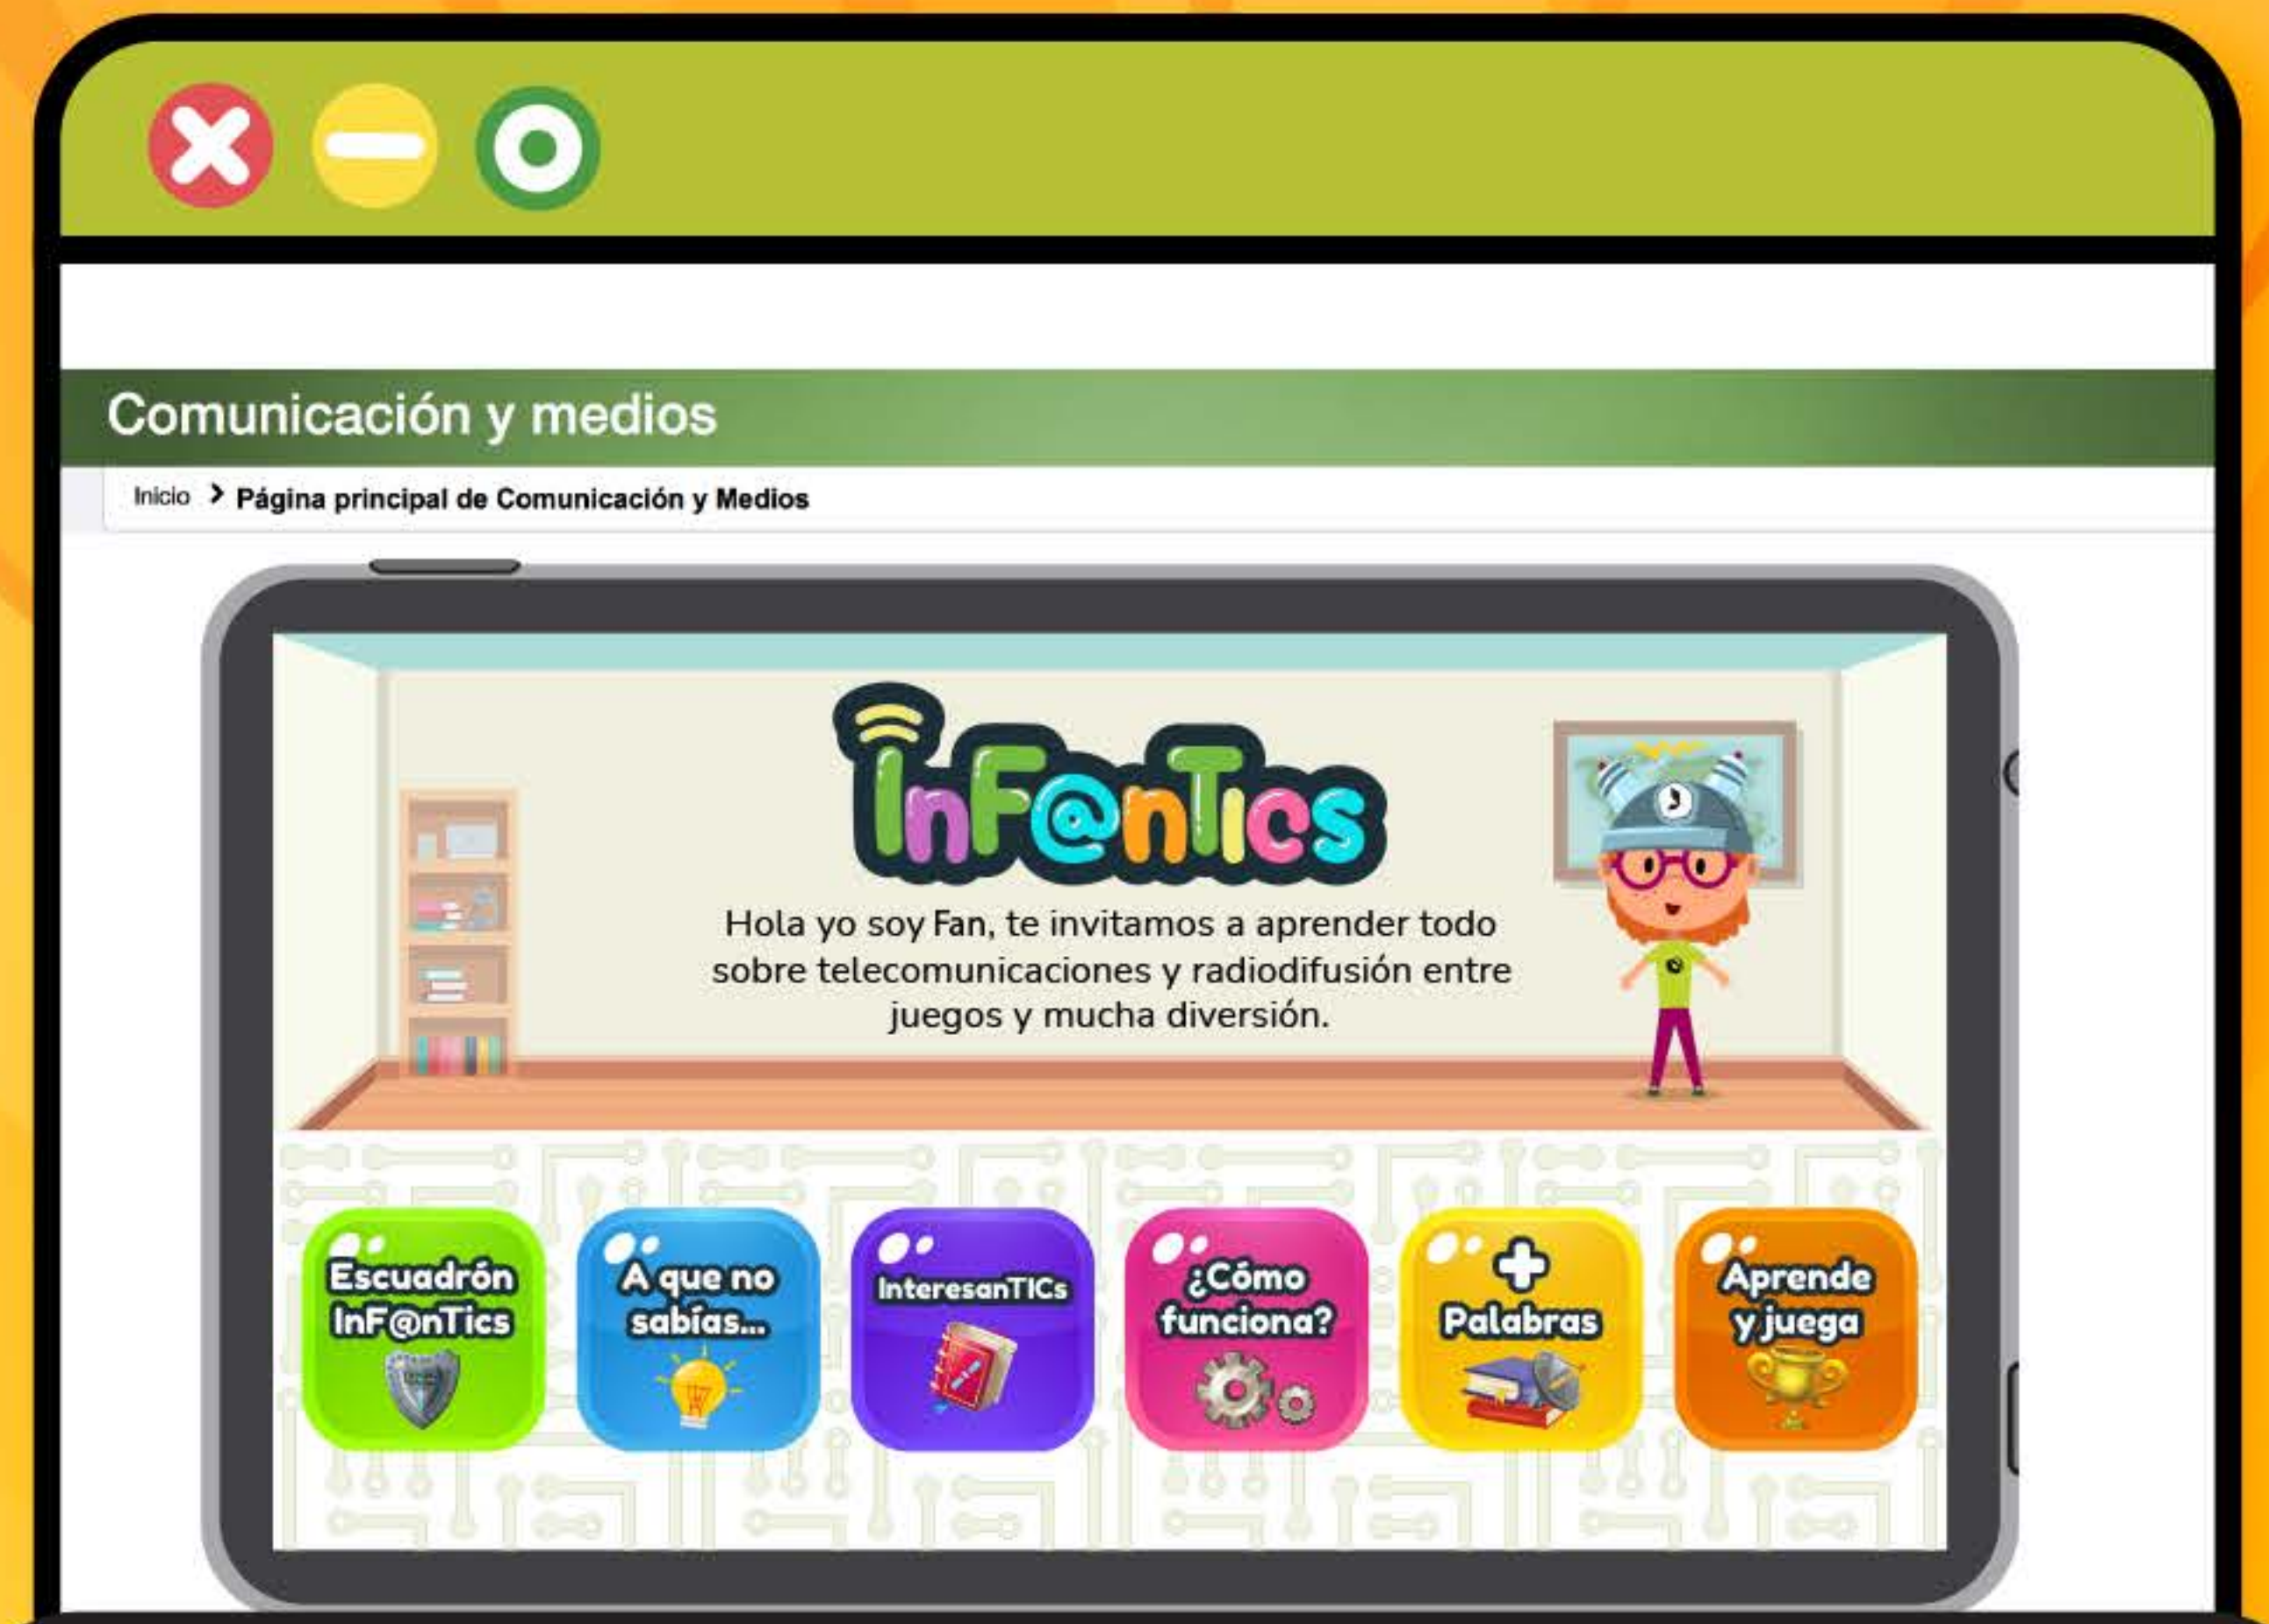 Comunicación y medios
Inicio > Página principal de Comunicación y Medios
InF@nTics
Hola yo soy Fan, te invitamos a aprender todo
sobre telecomunicaciones y radiodifusión entre
juegos y mucha diversión.
Escuadrón
InF@nTics
A que no
sabías...
InteresanTICs
¿Cómo
funciona?
+
Palabras
Aprende
y juega